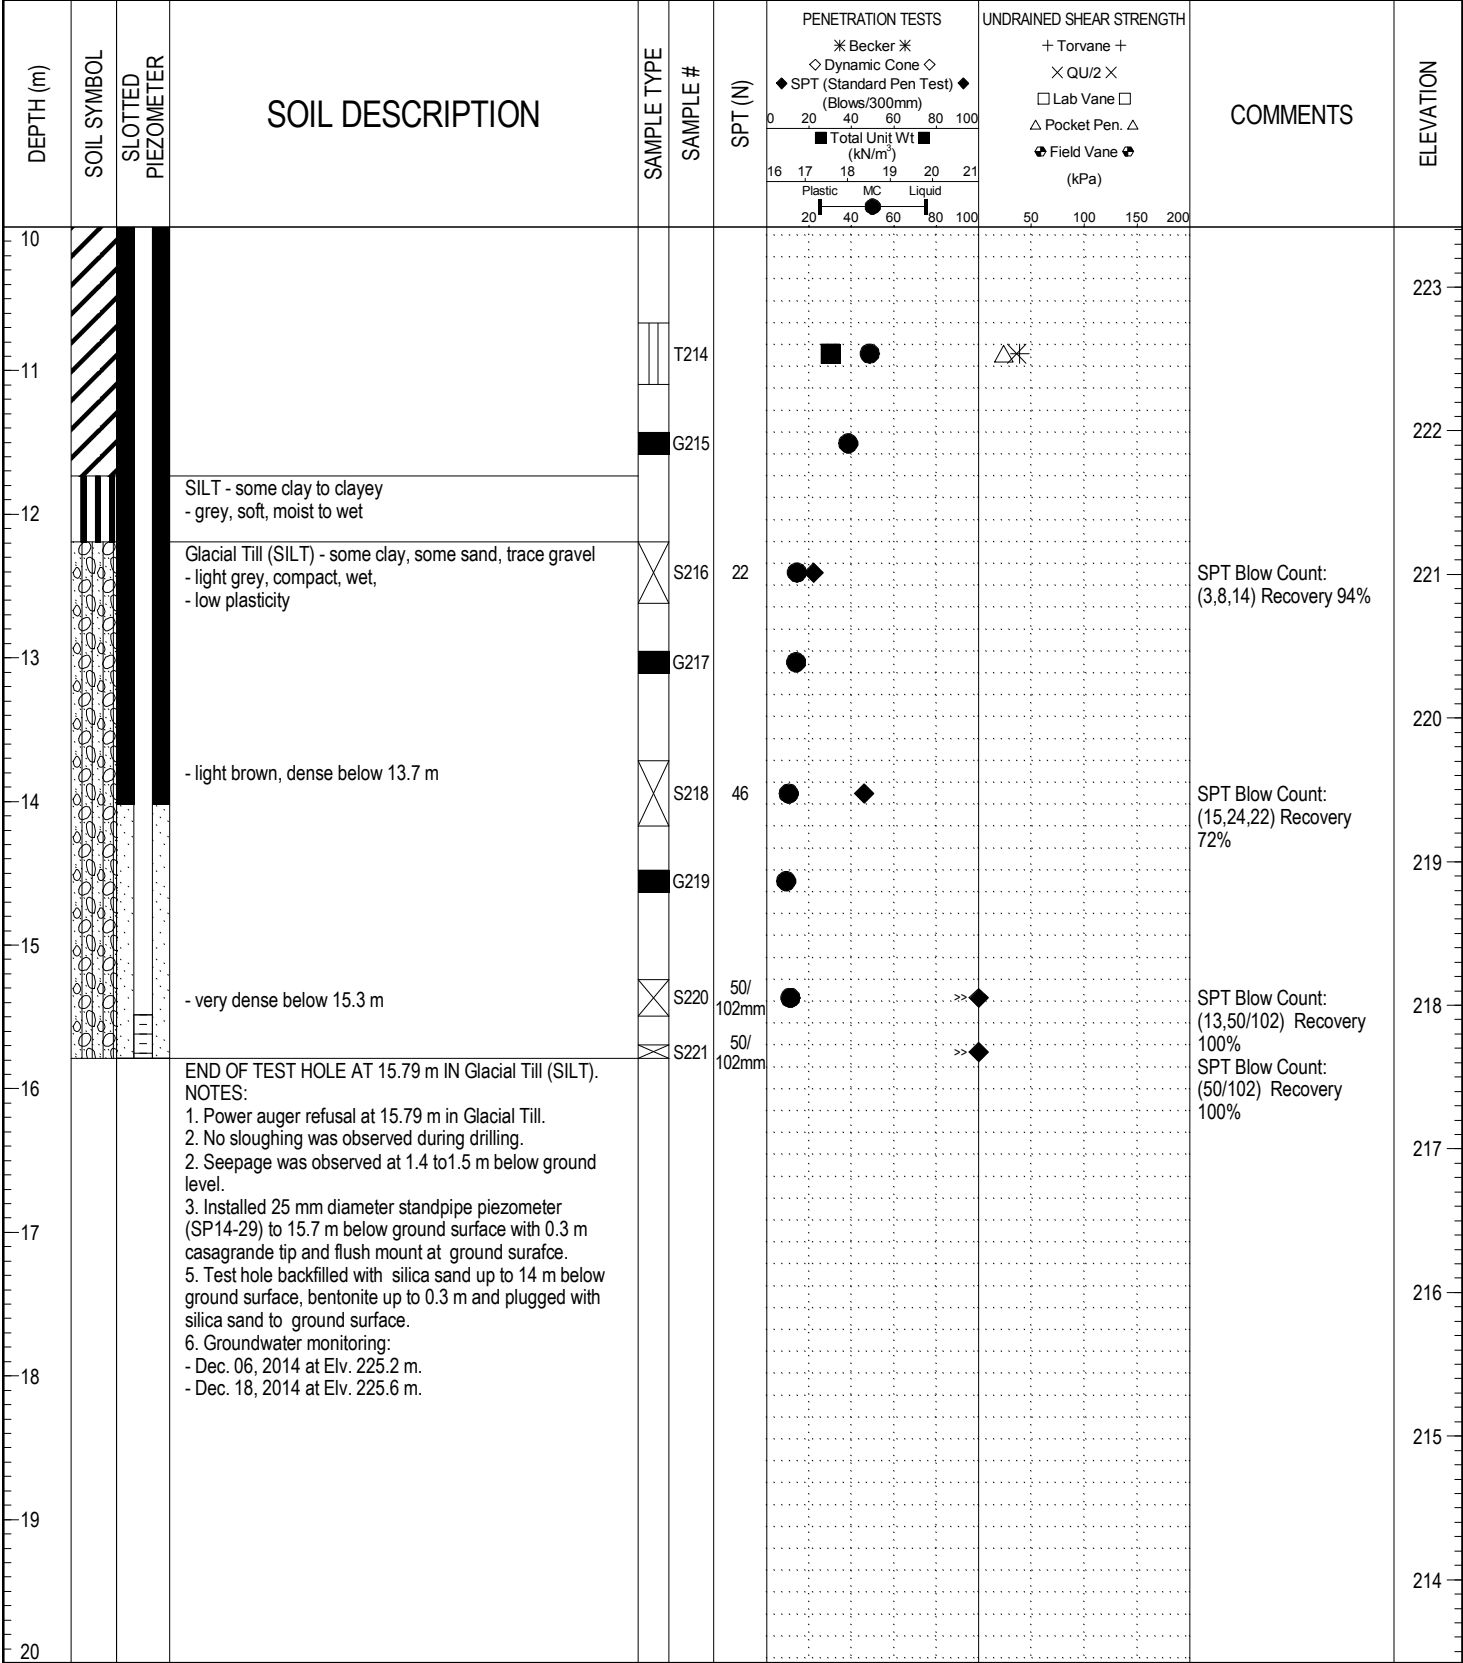 DEPTH (m)
SOIL SYMBOL
SLOTTED
PIEZOMETER
SOIL DESCRIPTION
SAMPLE TYPE
SAMPLE #
SPT (N)
PENETRATION TESTS
✳ Becker ✳
◇ Dynamic Cone ◇
◆ SPT (Standard Pen Test) ◆
(Blows/300mm)
0 20 40 60 80 100
■ Total Unit Wt ■
(kN/m³)
16 17 18 19 20 21
Plastic MC Liquid
20 40 60 80 100
UNDRAINED SHEAR STRENGTH
+ Torvane +
× QU/2 ×
□ Lab Vane □
△ Pocket Pen. △
Field Vane
(kPa)
50 100 150 200
COMMENTS
ELEVATION
10
223
T214
11
222
G215
SILT - some clay to clayey
- grey, soft, moist to wet
12
Glacial Till (SILT) - some clay, some sand, trace gravel
- light grey, compact, wet,
- low plasticity
S216
22
SPT Blow Count:
(3,8,14) Recovery 94%
221
13
G217
220
- light brown, dense below 13.7 m
S218
46
SPT Blow Count:
(15,24,22) Recovery
72%
14
219
G219
15
- very dense below 15.3 m
S220
50/
102mm
>>
SPT Blow Count:
(13,50/102) Recovery
100%
218
S221
50/
102mm
>>
SPT Blow Count:
(50/102) Recovery
100%
END OF TEST HOLE AT 15.79 m IN Glacial Till (SILT).
NOTES:
1. Power auger refusal at 15.79 m in Glacial Till.
2. No sloughing was observed during drilling.
2. Seepage was observed at 1.4 to1.5 m below ground
level.
3. Installed 25 mm diameter standpipe piezometer
(SP14-29) to 15.7 m below ground surface with 0.3 m
casagrande tip and flush mount at ground surafce.
5. Test hole backfilled with silica sand up to 14 m below
ground surface, bentonite up to 0.3 m and plugged with
silica sand to ground surface.
6. Groundwater monitoring:
- Dec. 06, 2014 at Elv. 225.2 m.
- Dec. 18, 2014 at Elv. 225.6 m.
16
217
17
216
18
215
19
214
20